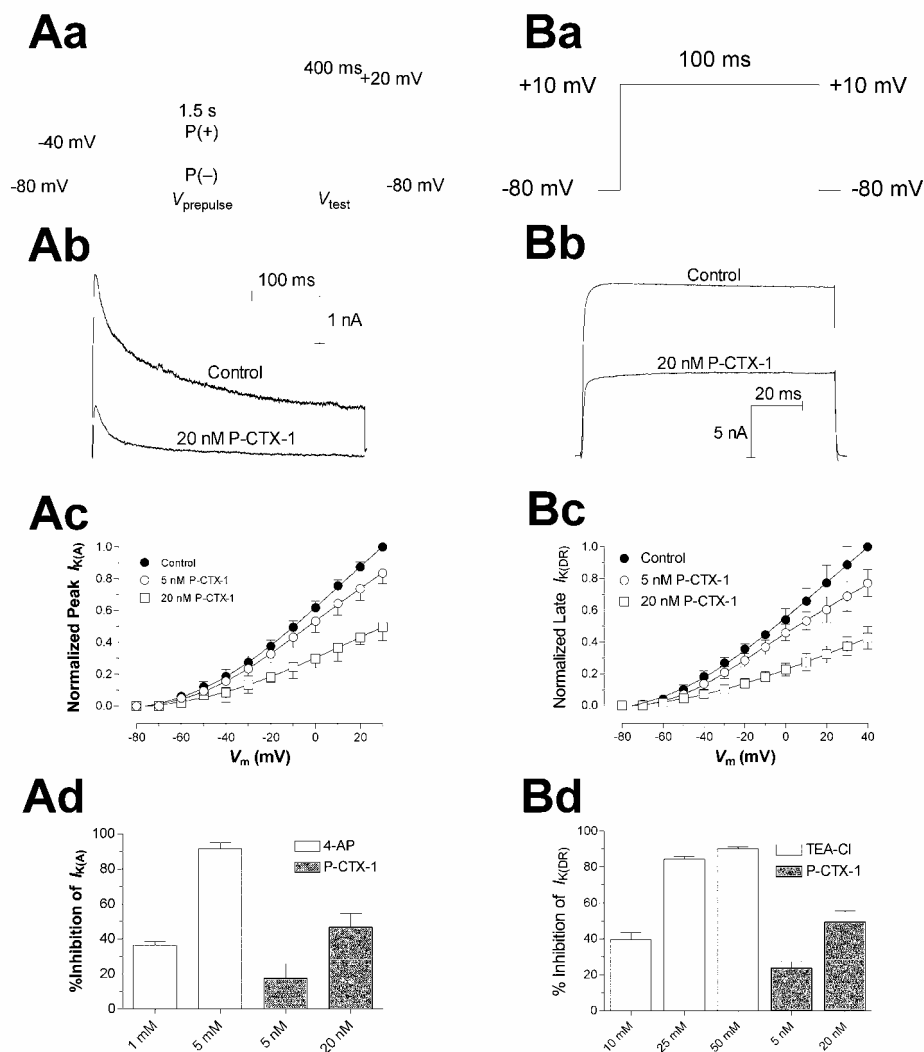 Aa
400 ms
+20 mV
1.5 s
P(+)
-40 mV
P(–)
-80 mV
-80 mV
Vprepulse
Vtest
Ba
100 ms
+10 mV
+10 mV
-80 mV
-80 mV
Ab
100 ms
1 nA
Control
20 nM P-CTX-1
Bb
Control
20 nM P-CTX-1
20 ms
5 nA
Ac
Normalized Peak IK(A)
1.0
0.8
0.6
0.4
0.2
0.0
Control
5 nM P-CTX-1
20 nM P-CTX-1
-80 -60 -40 -20 0 20
Vm (mV)
Bc
Normalized Late IK(DR)
1.0
0.8
0.6
0.4
0.2
0.0
Control
5 nM P-CTX-1
20 nM P-CTX-1
-80 -60 -40 -20 0 20 40
Vm (mV)
Ad
%Inhibition of IK(A)
100
80
60
40
20
0
4-AP
P-CTX-1
1 mM
5 mM
5 nM
20 nM
Bd
% Inhibition of IK(DR)
100
80
60
40
20
0
TEA-Cl
P-CTX-1
10 mM
25 mM
50 mM
5 nM
20 nM